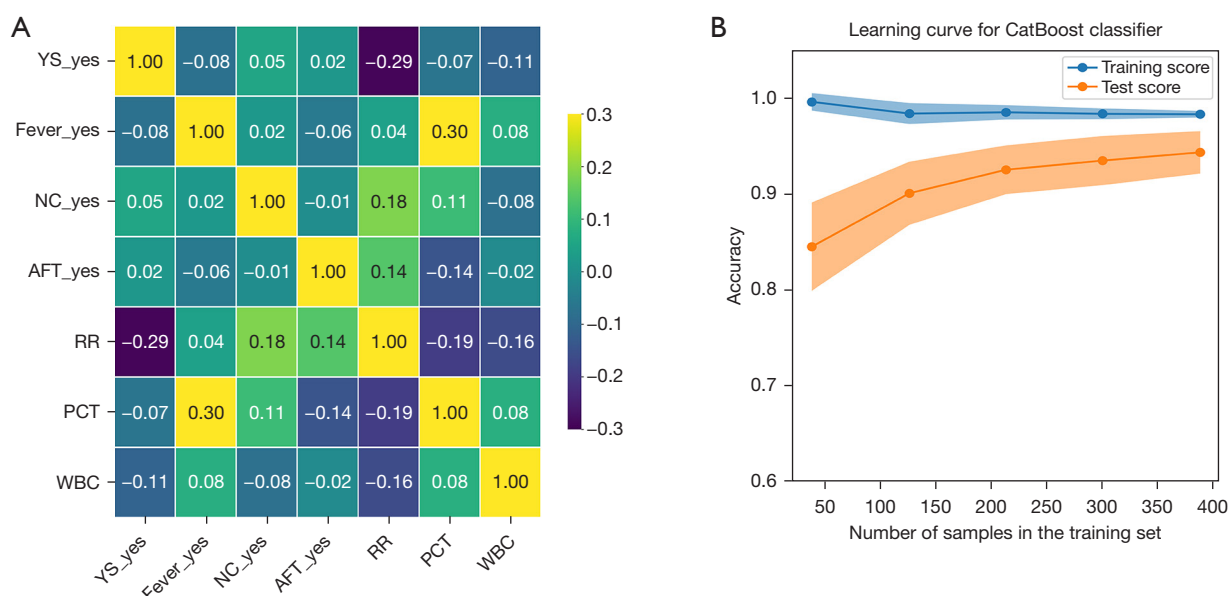 A
YS_yes 1.00 −0.08 0.05 0.02 −0.29 −0.07 −0.11
Fever_yes −0.08 1.00 0.02 −0.06 0.04 0.30 0.08
NC_yes 0.05 0.02 1.00 −0.01 0.18 0.11 −0.08
AFT_yes 0.02 −0.06 −0.01 1.00 0.14 −0.14 −0.02
RR −0.29 0.04 0.18 0.14 1.00 −0.19 −0.16
PCT −0.07 0.30 0.11 −0.14 −0.19 1.00 0.08
WBC −0.11 0.08 −0.08 −0.02 −0.16 0.08 1.00
YS_yes Fever_yes NC_yes AFT_yes RR PCT WBC
0.3
0.2
0.1
0.0
−0.1
−0.2
−0.3
B
Learning curve for CatBoost classifier
Training score
Test score
Accuracy
1.0
0.9
0.8
0.7
0.6
50 100 150 200 250 300 350 400
Number of samples in the training set